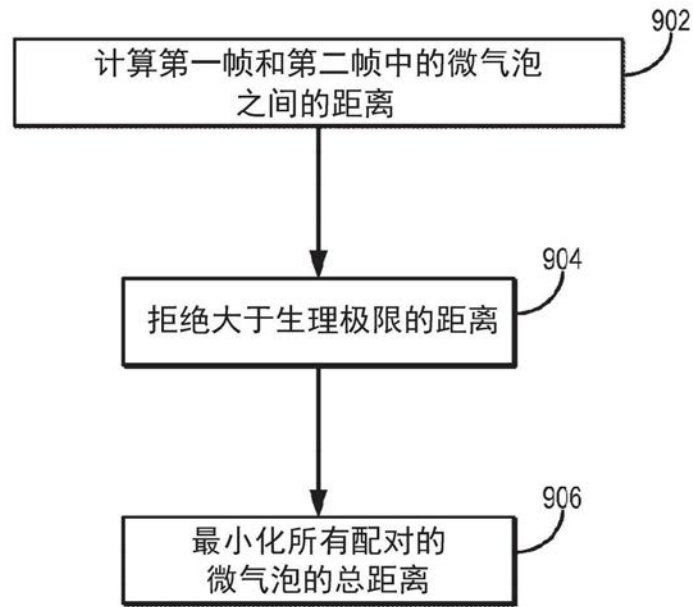 902
计算第一帧和第二帧中的微气泡
之间的距离
904
拒绝大于生理极限的距离
906
最小化所有配对的
微气泡的总距离